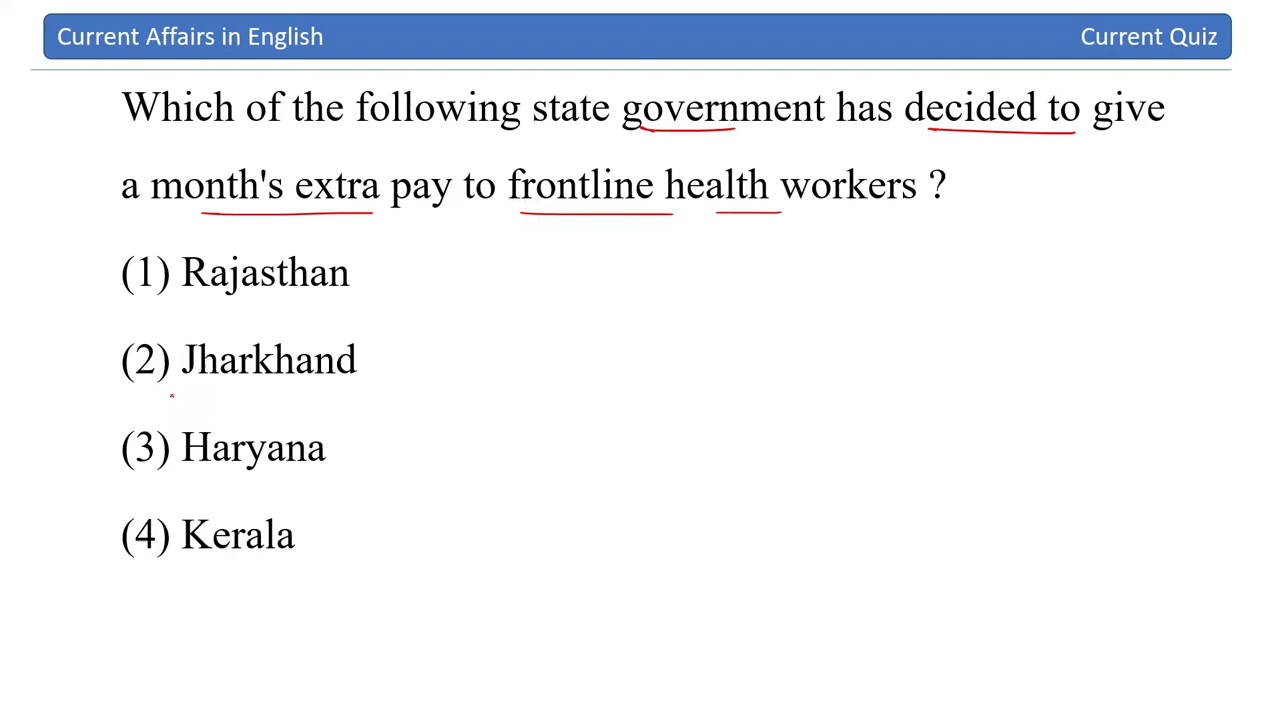 Current Affairs in English
Current Quiz
Which of the following state government has decided to give
a month's extra pay to frontline health workers ?
(1) Rajasthan
(2) Jharkhand
(3) Haryana
(4) Kerala